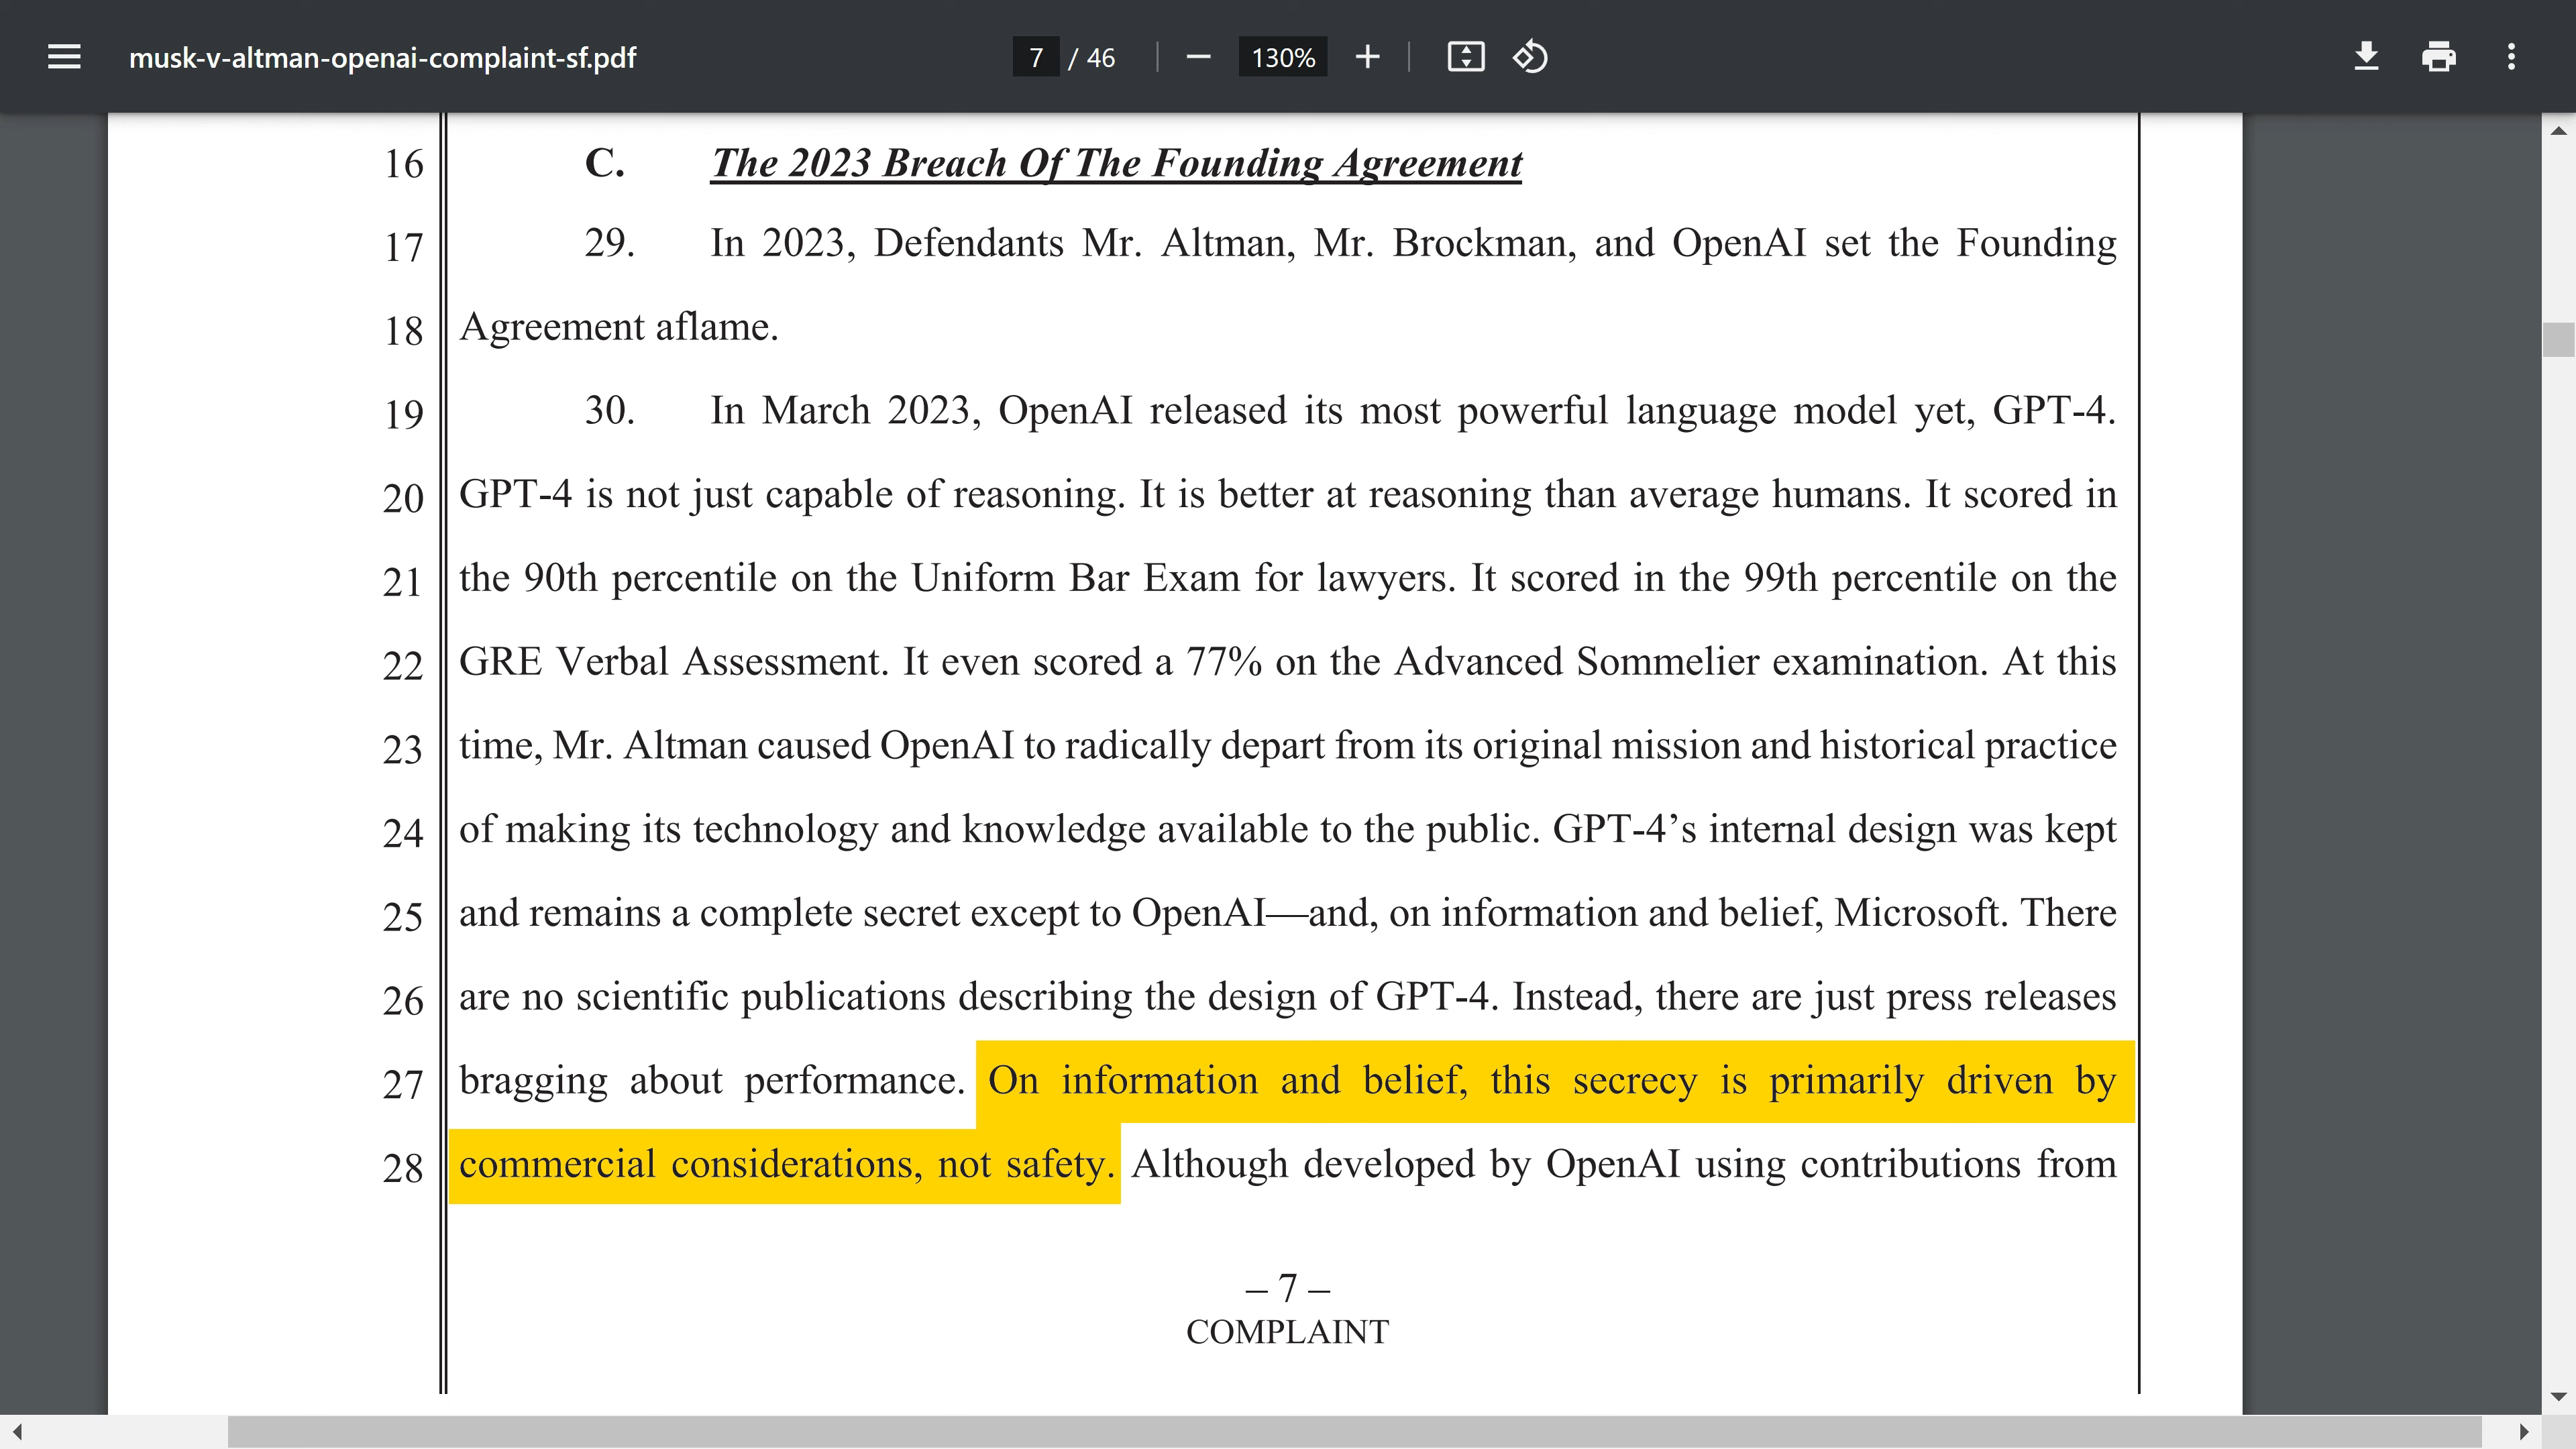 musk-v-altman-openai-complaint-sf.pdf
7 / 46
130%
16 C. The 2023 Breach Of The Founding Agreement
17 29. In 2023, Defendants Mr. Altman, Mr. Brockman, and OpenAI set the Founding
18 Agreement aflame.
19 30. In March 2023, OpenAI released its most powerful language model yet, GPT-4.
20 GPT-4 is not just capable of reasoning. It is better at reasoning than average humans. It scored in
21 the 90th percentile on the Uniform Bar Exam for lawyers. It scored in the 99th percentile on the
22 GRE Verbal Assessment. It even scored a 77% on the Advanced Sommelier examination. At this
23 time, Mr. Altman caused OpenAI to radically depart from its original mission and historical practice
24 of making its technology and knowledge available to the public. GPT-4’s internal design was kept
25 and remains a complete secret except to OpenAI—and, on information and belief, Microsoft. There
26 are no scientific publications describing the design of GPT-4. Instead, there are just press releases
27 bragging about performance. On information and belief, this secrecy is primarily driven by
28 commercial considerations, not safety. Although developed by OpenAI using contributions from
– 7 –
COMPLAINT